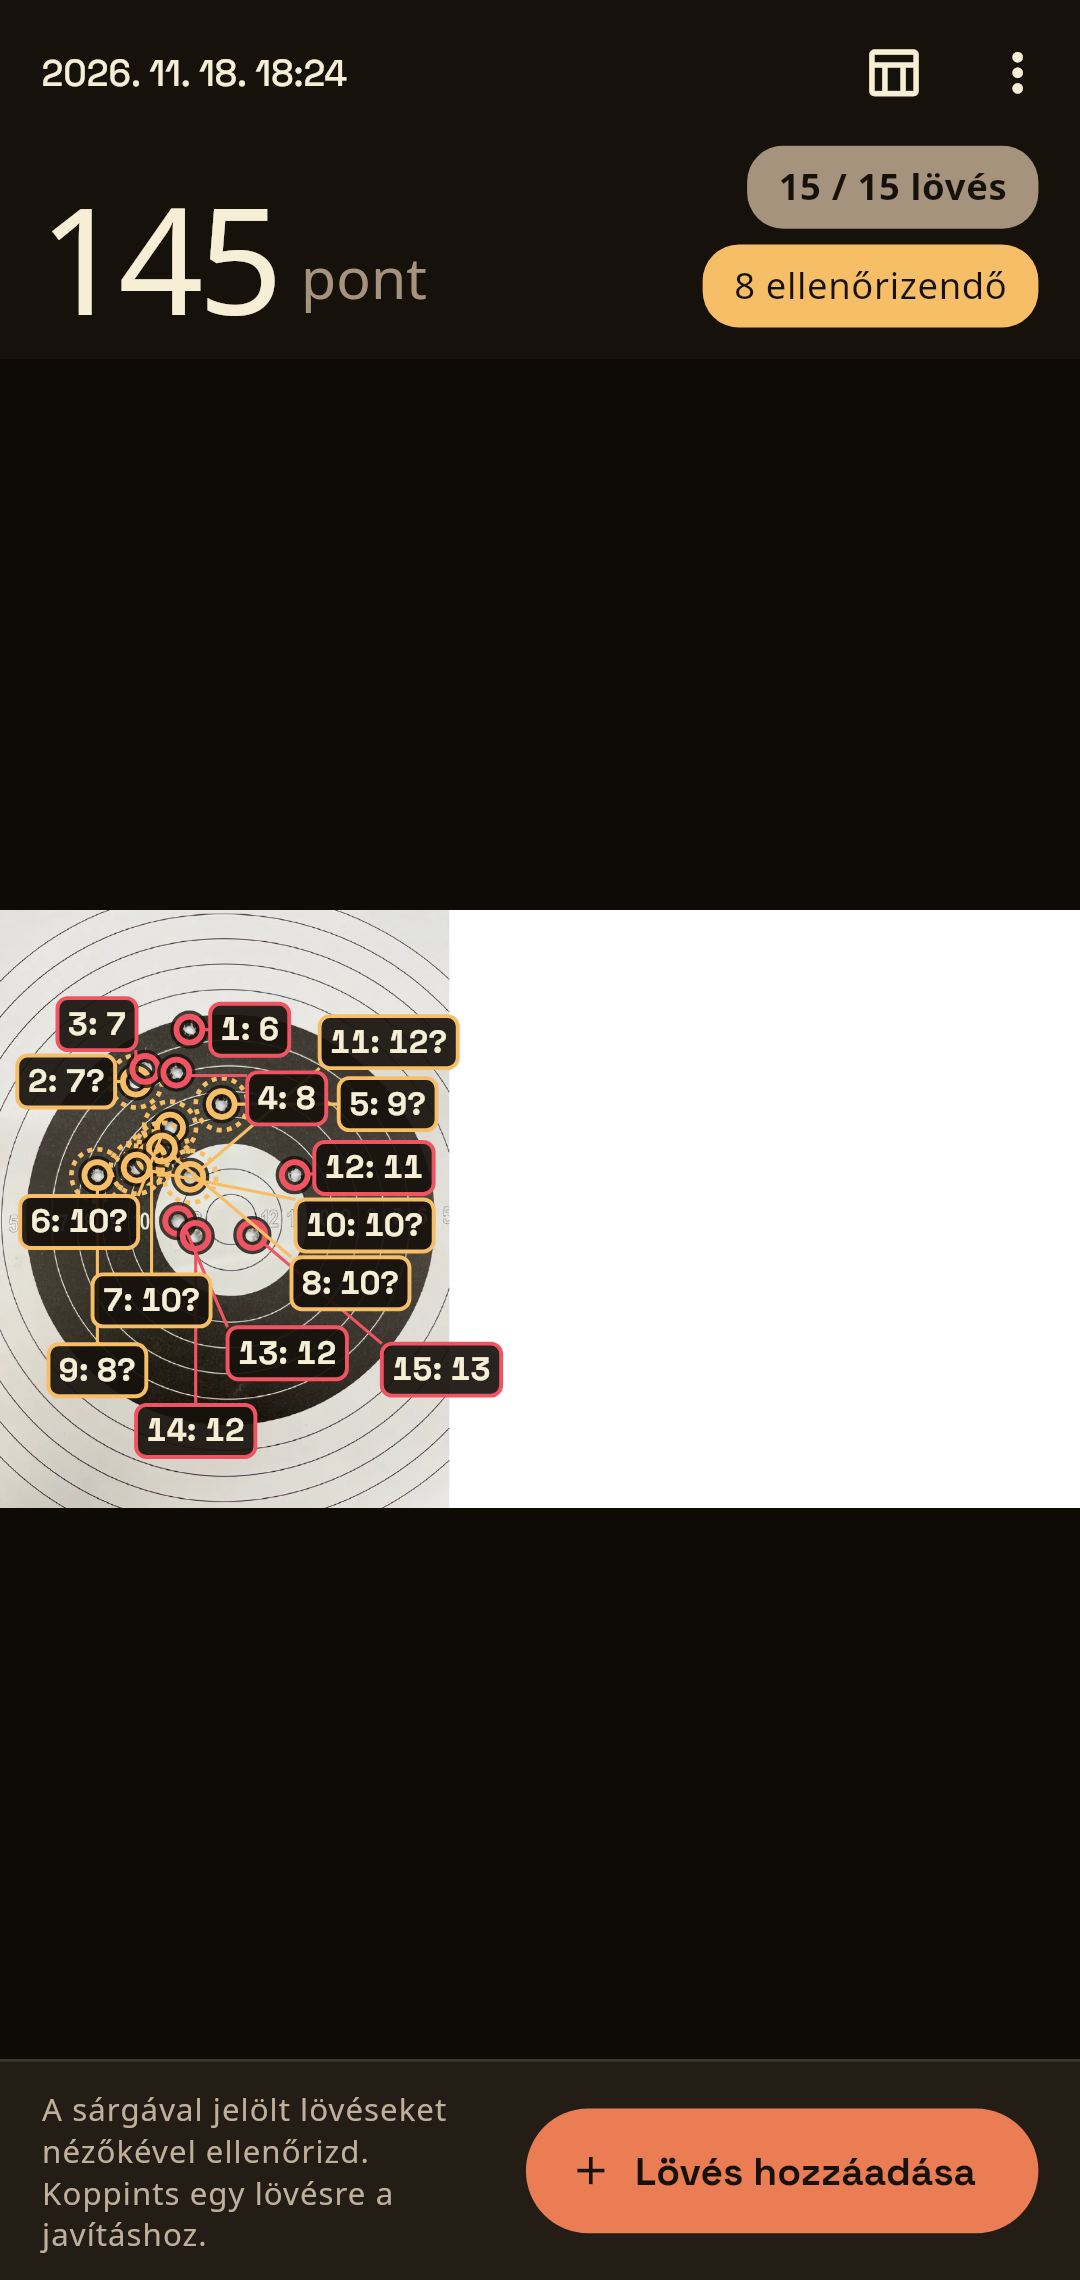 2026. 11. 18. 18:24
145 pont
15 / 15 lövés
8 ellenőrizendő
3: 7
1: 6
11: 12?
2: 7?
4: 8
5: 9?
12: 11
6: 10?
10: 10?
8: 10?
7: 10?
13: 12
9: 8?
15: 13
14: 12
A sárgával jelölt lövéseket
nézőkével ellenőrizd.
Koppints egy lövésre a
javításhoz.
+ Lövés hozzáadása